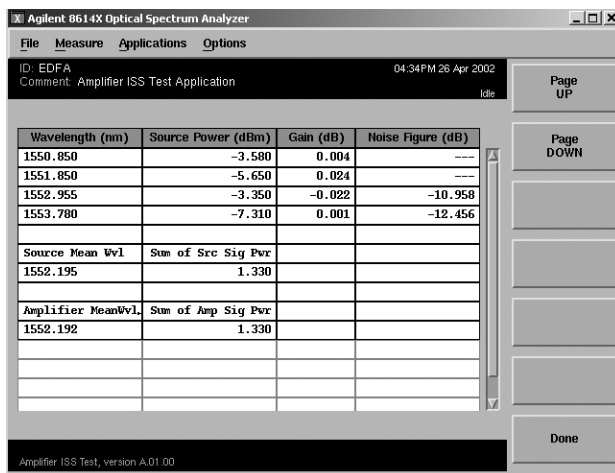 X Agilent 8614X Optical Spectrum Analyzer
File Measure Applications Options
ID: EDFA 04:34PM 26 Apr 2002
Comment: Amplifier ISS Test Application
Idle
Page UP
Page DOWN
Wavelength (nm) Source Power (dBm) Gain (dB) Noise Figure (dB)
1550.850 -3.580 0.004 ---
1551.850 -5.650 0.024 ---
1552.955 -3.350 -0.022 -10.958
1553.780 -7.310 0.001 -12.456
Source Mean Wvl Sum of Src Sig Pwr
1552.195 1.330
Amplifier MeanWvl. Sum of Amp Sig Pwr
1552.192 1.330
Done
Amplifier ISS Test, version A.01.00